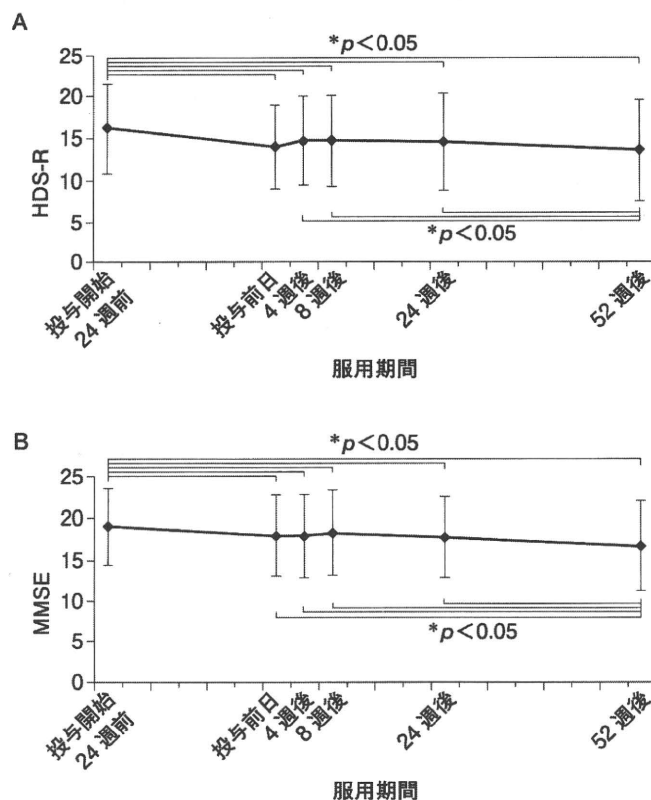 A
*p<0.05
25
20
15
10
5
0
HDS-R
*p<0.05
投与開始
24週前
投与前日
4週後
8週後
24週後
52週後
服用期間
B
*p<0.05
25
20
15
10
5
0
MMSE
*p<0.05
投与開始
24週前
投与前日
4週後
8週後
24週後
52週後
服用期間